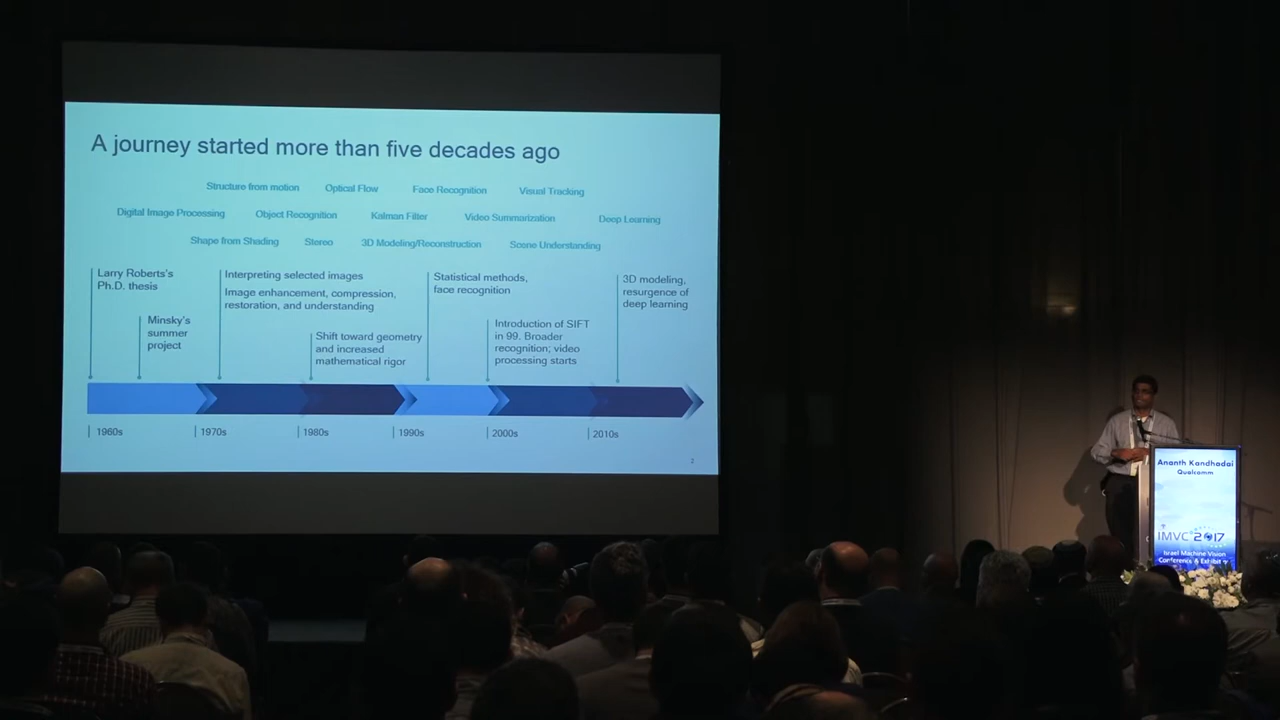 A journey started more than five decades ago
Structure from motion
Optical Flow
Face Recognition
Visual Tracking
Digital Image Processing
Object Recognition
Kalman Filter
Video Summarization
Deep Learning
Shape from Shading
Stereo
3D Modeling/Reconstruction
Scene Understanding
Larry Roberts's
Ph.D. thesis
Minsky's
summer
project
Interpreting selected images
Image enhancement, compression,
restoration, and understanding
Shift toward geometry
and increased
mathematical rigor
Statistical methods,
face recognition
Introduction of SIFT
in 99. Broader
recognition; video
processing starts
3D modeling,
resurgence of
deep learning
1960s
1970s
1980s
1990s
2000s
2010s
2
Ananth Kandhadai
Qualcomm
IMVC 2017
Israel Machine Vision
Conference &